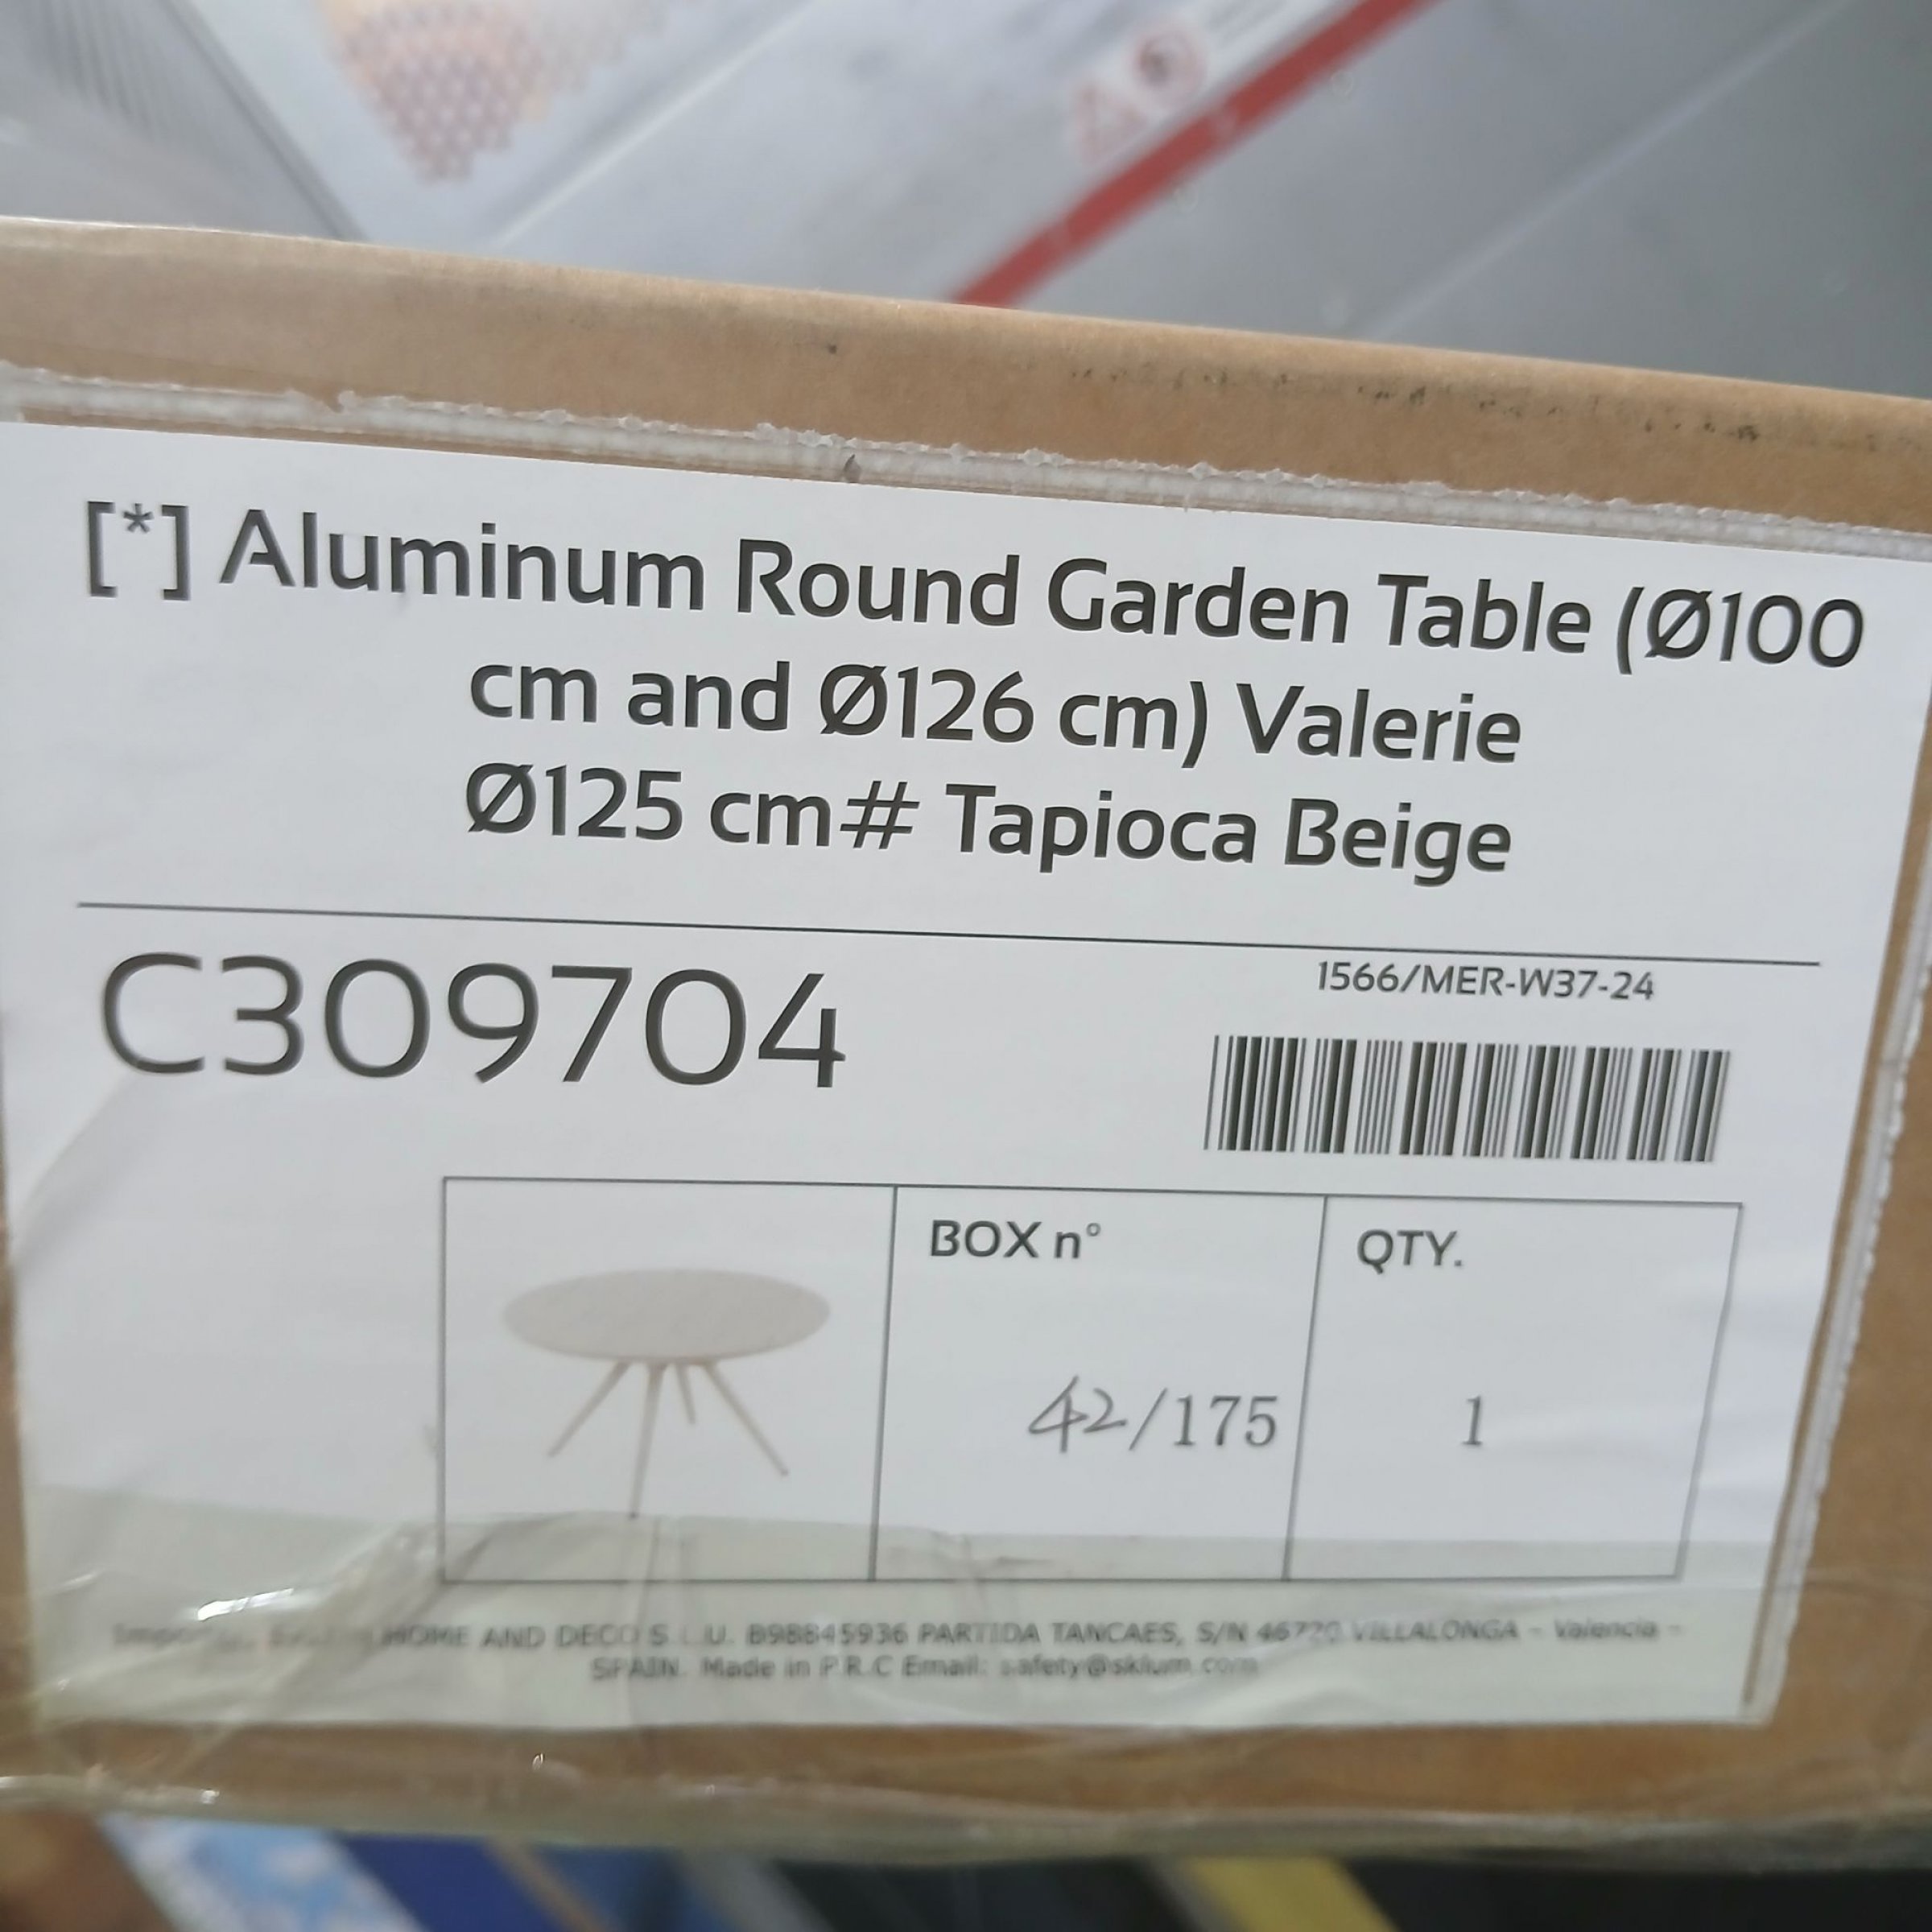 [*] Aluminum Round Garden Table (Ø100
cm and Ø126 cm) Valerie
Ø125 cm# Tapioca Beige
C309704
1566/MER-W37-24
BOX n°
QTY.
42/175
1
HOME AND DECO S.L.U. B98845936 PARTIDA TANCAES, S/N 46720 VILLALONGA - Valencia -
SPAIN. Made in P.R.C Email: safety@sklum.com